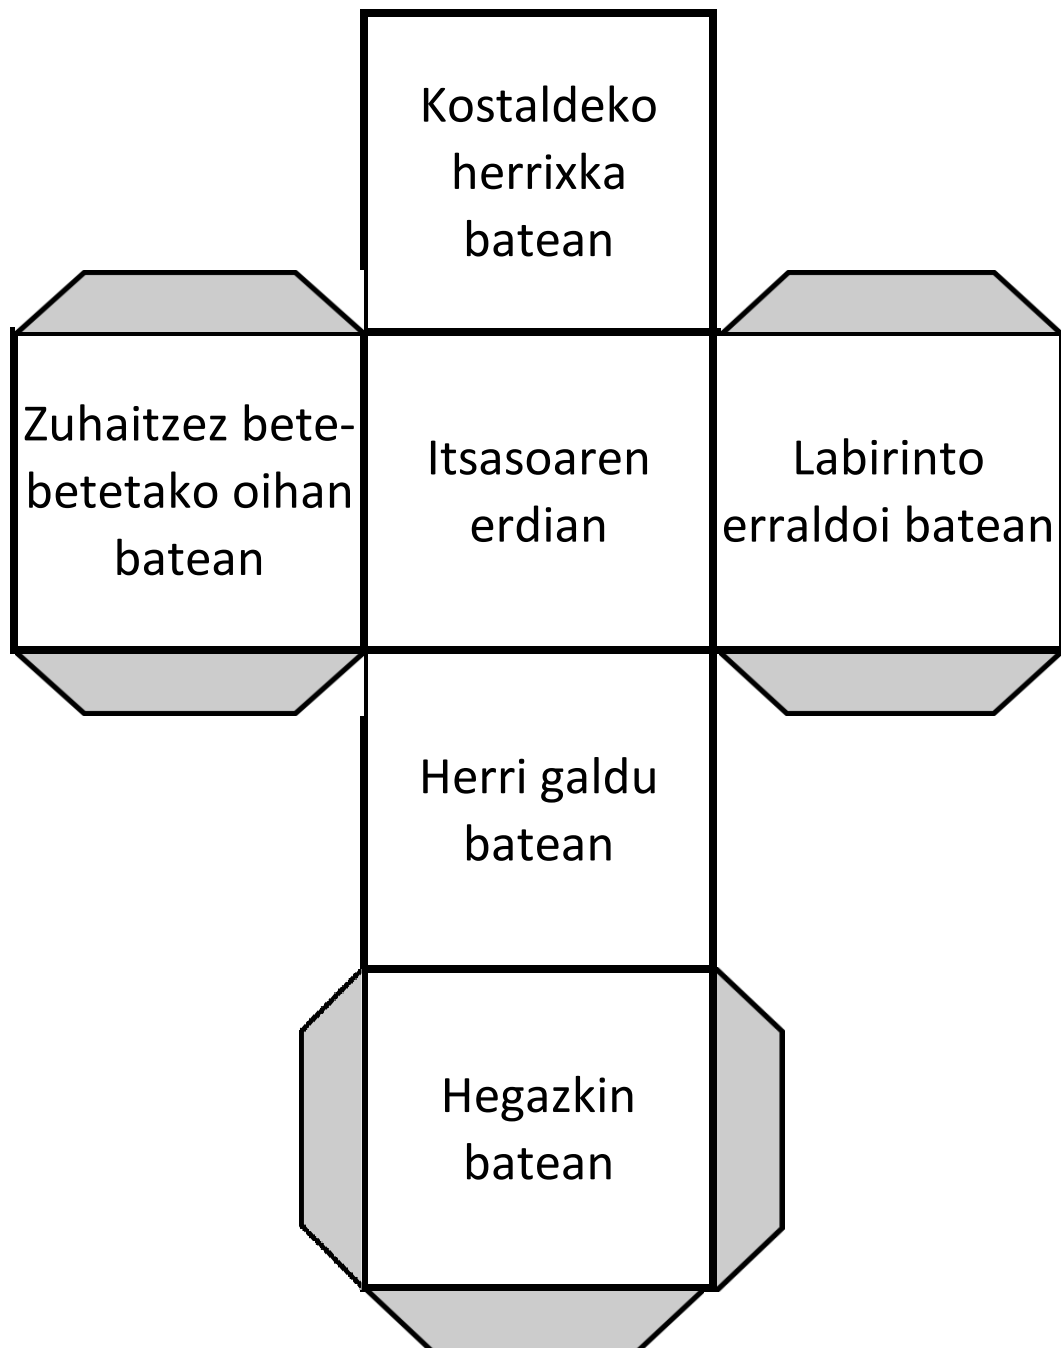 Kostaldeko
herrixka
batean
Zuhaitzez bete-
betetako oihan
batean
Itsasoaren
erdian
Labirinto
erraldoi batean
Herri galdu
batean
Hegazkin
batean